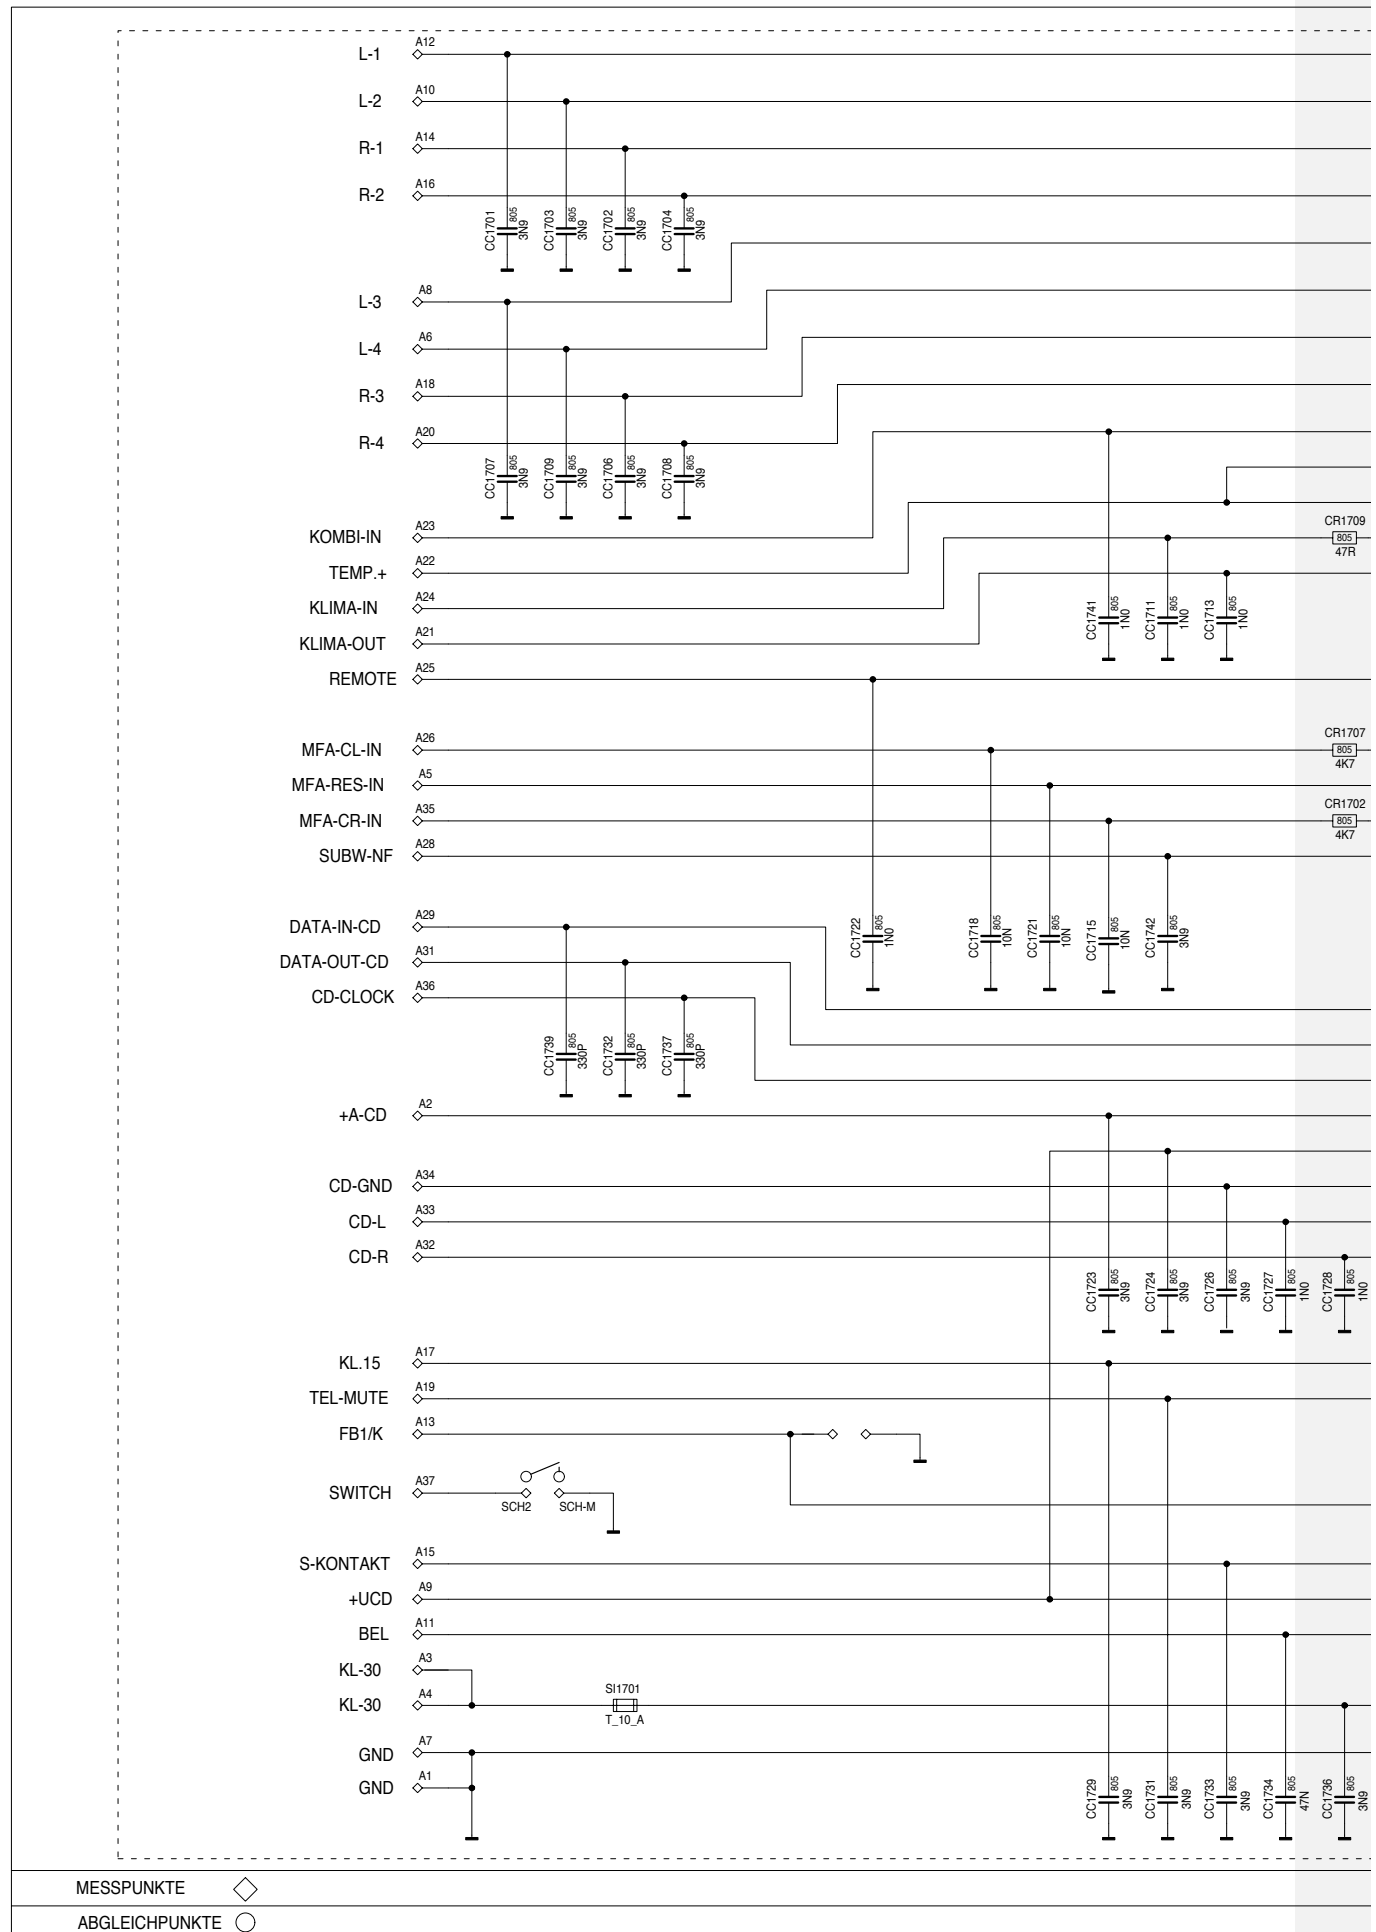 A12
L-1
A10
L-2
A14
R-1
A16
R-2
CC1701 805 3N9
CC1703 805 3N9
CC1702 805 3N9
CC1704 805 3N9
A8
L-3
A6
L-4
A18
R-3
A20
R-4
CC1707 805 3N9
CC1709 805 3N9
CC1706 805 3N9
CC1708 805 3N9
A23
KOMBI-IN
CR1709
805
47R
A22
TEMP.+
A24
KLIMA-IN
A21
KLIMA-OUT
CC1741 805 1N0
CC1711 805 1N0
CC1713 805 1N0
A25
REMOTE
A26
MFA-CL-IN
CR1707
805
4K7
A5
MFA-RES-IN
A35
MFA-CR-IN
CR1702
805
4K7
A28
SUBW-NF
A29
DATA-IN-CD
CC1722 805 1N0
CC1718 805 10N
CC1721 805 10N
CC1715 805 10N
CC1742 805 3N9
A31
DATA-OUT-CD
A36
CD-CLOCK
CC1739 805 330P
CC1732 805 330P
CC1737 805 330P
A2
+A-CD
A34
CD-GND
A33
CD-L
A32
CD-R
CC1723 805 3N9
CC1724 805 3N9
CC1726 805 3N9
CC1727 805 1N0
CC1728 805 1N0
A17
KL.15
A19
TEL-MUTE
A13
FB1/K
A37
SWITCH
SCH2 SCH-M
A15
S-KONTAKT
A9
+UCD
A11
BEL
A3
KL-30
A4
KL-30
SI1701
T_10_A
A7
GND
A1
GND
CC1729 805 3N9
CC1731 805 3N9
CC1733 805 3N9
CC1734 805 47N
CC1736 805 3N9
MESSPUNKTE
ABGLEICHPUNKTE